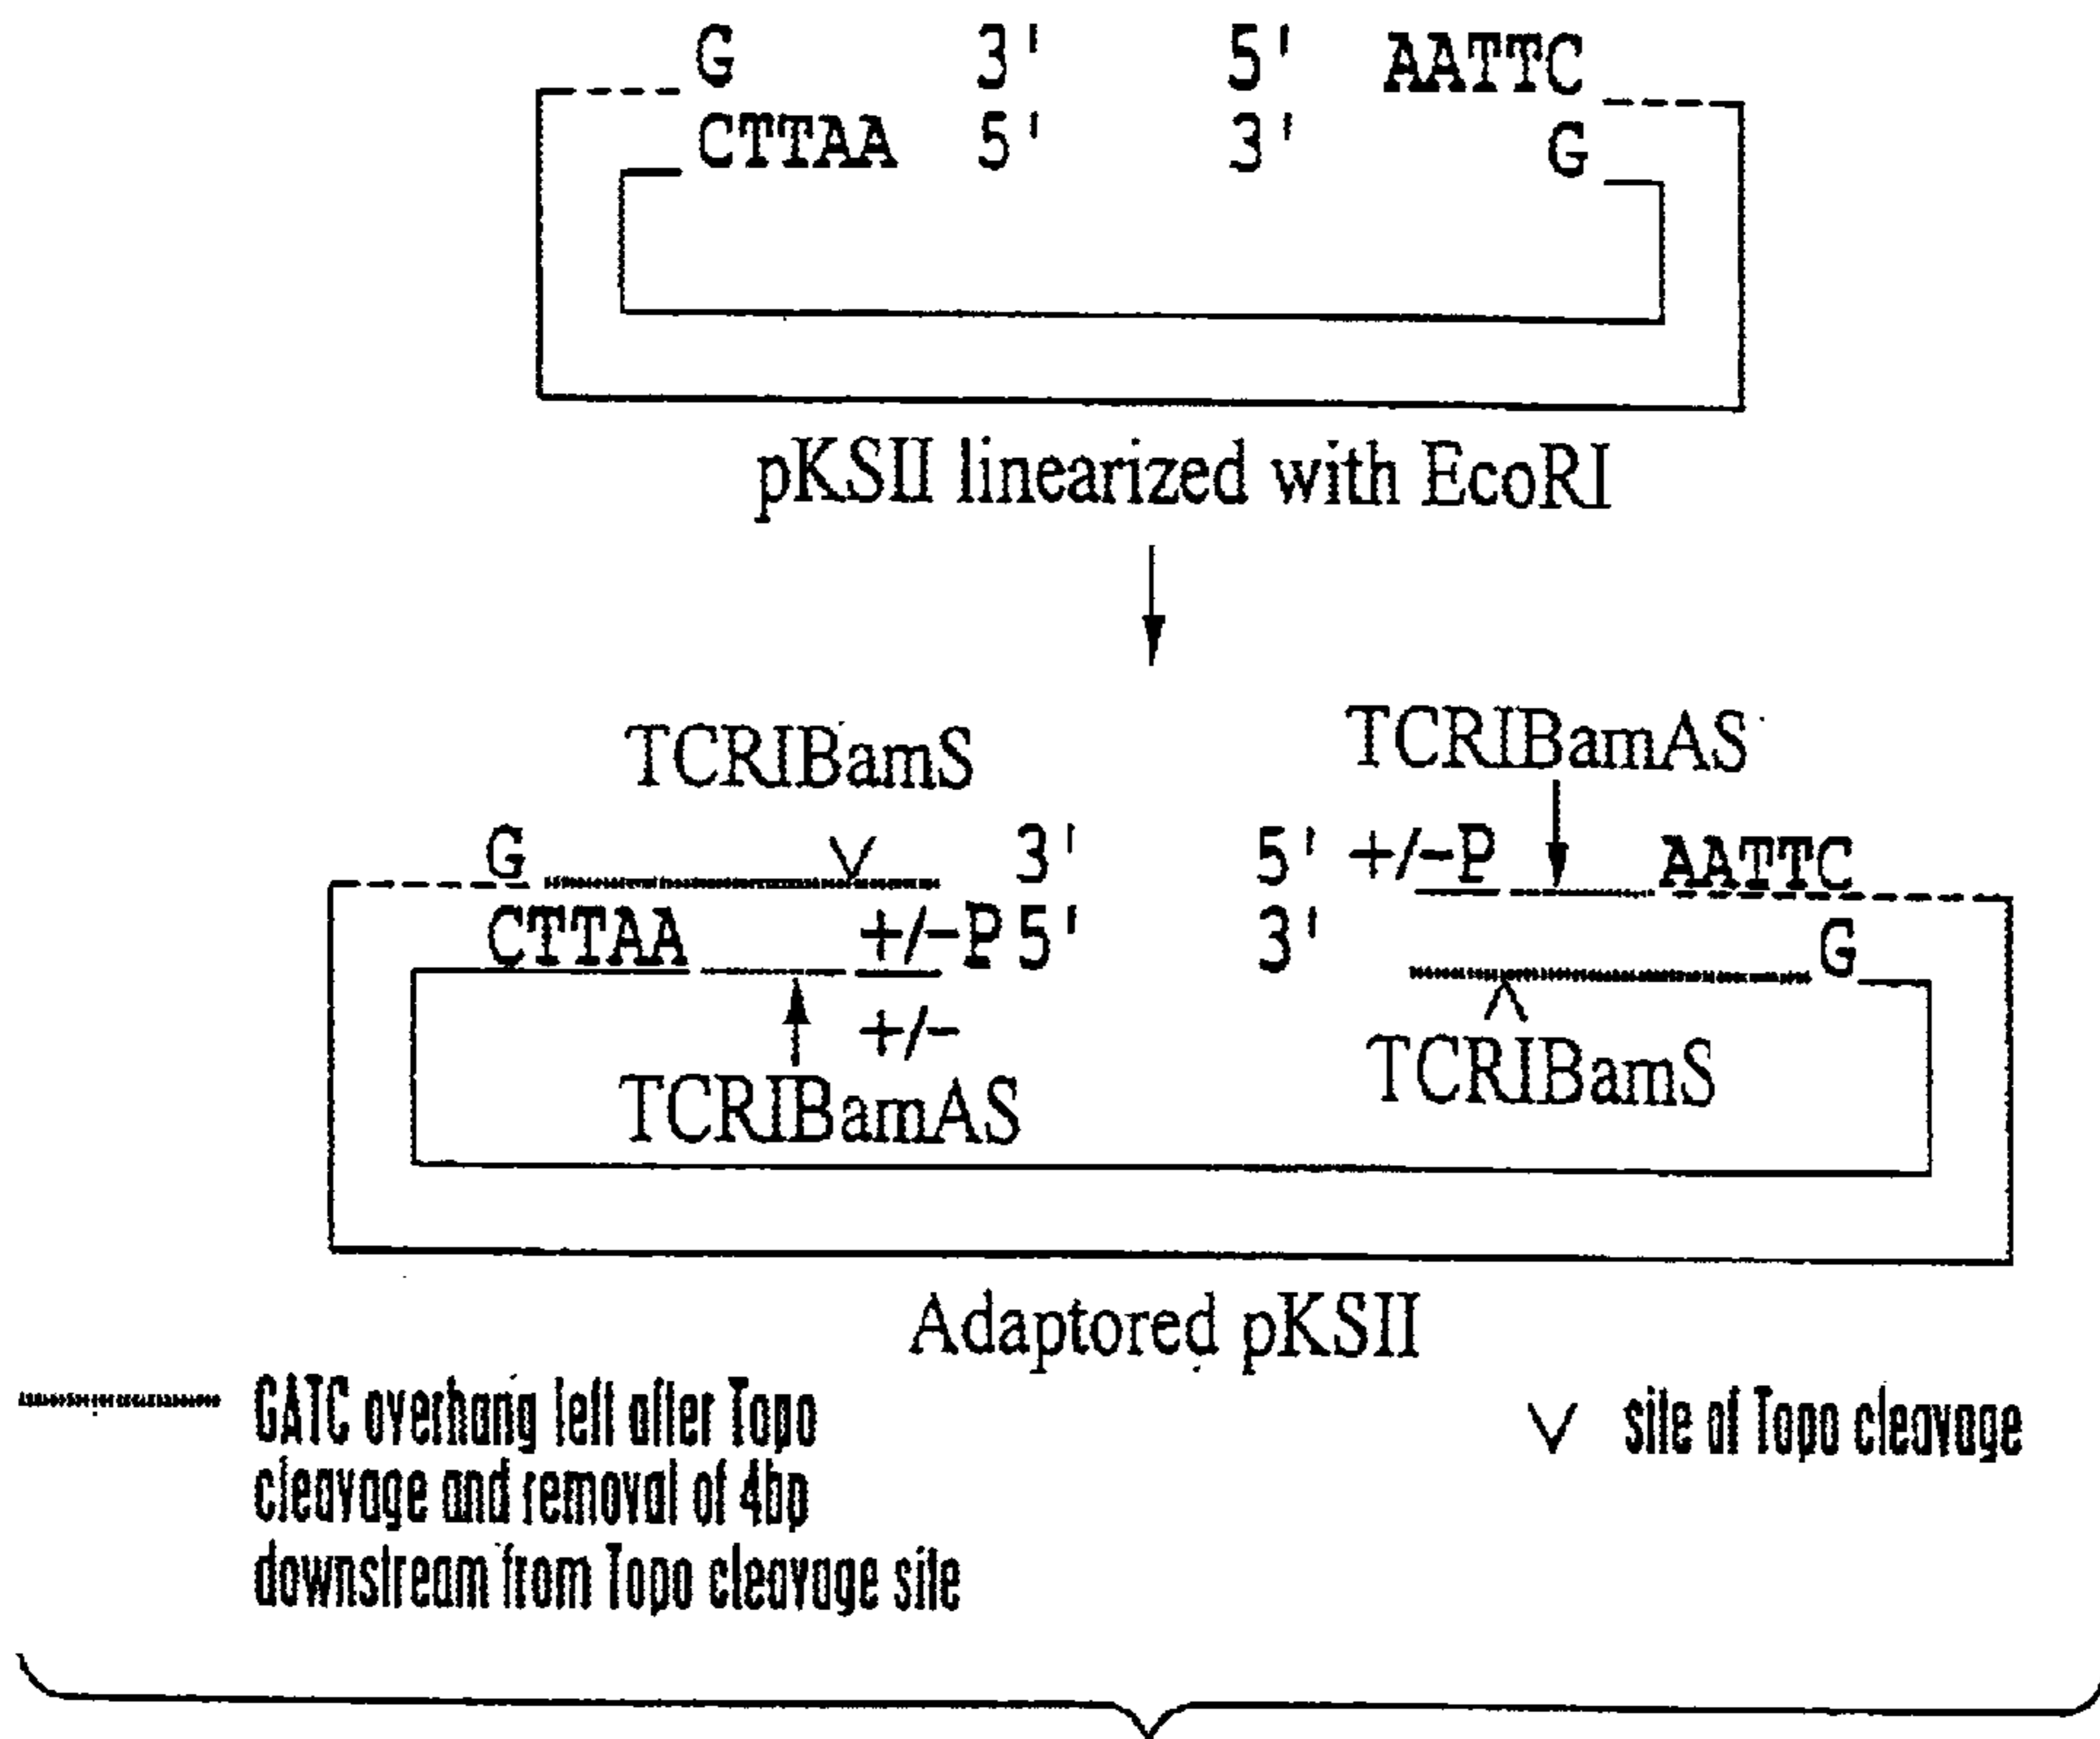 G 3' 5' AATTC
CTTAA 5' 3' G
pKSII linearized with EcoRI
TCRIBamS TCRIBamAS
G 3' 5' +/-P AATTC
CTTAA +/-P 5' 3' G
+/-
TCRIBamAS TCRIBamS
Adaptored pKSII
GATC overhang left after Topo
cleavage and removal of 4bp
downstream from Topo cleavage site
V site of Topo cleavage